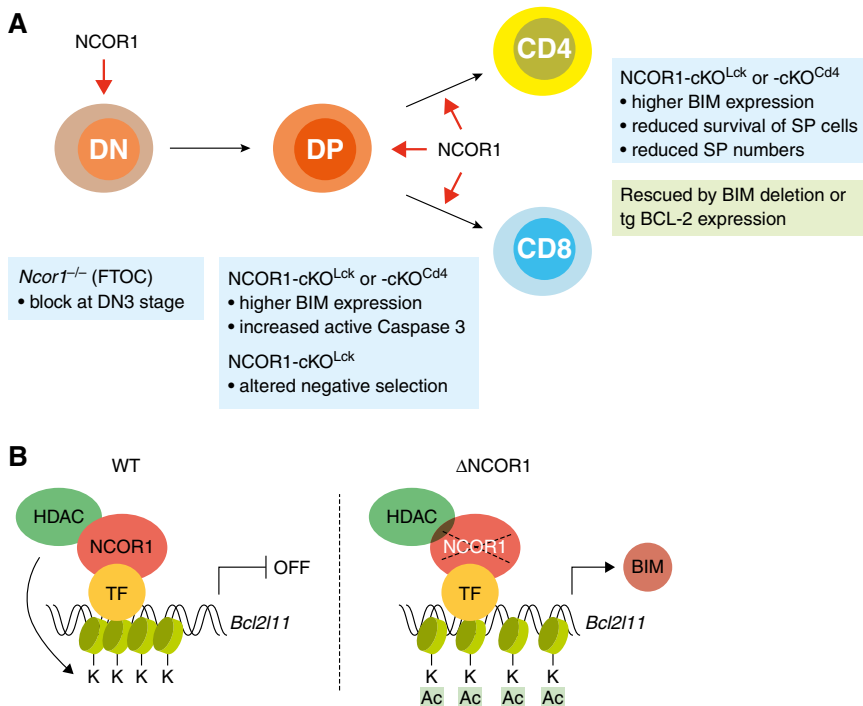 A
NCOR1
DN
DP
NCOR1
CD4
CD8
NCOR1-cKO^Lck or -cKO^Cd4
• higher BIM expression
• reduced survival of SP cells
• reduced SP numbers
Rescued by BIM deletion or
tg BCL-2 expression
Ncor1^–/– (FTOC)
• block at DN3 stage
NCOR1-cKO^Lck or -cKO^Cd4
• higher BIM expression
• increased active Caspase 3
NCOR1-cKO^Lck
• altered negative selection
B
WT
HDAC
NCOR1
TF
OFF
Bcl2l11
K K K K
ΔNCOR1
HDAC
NCOR1
TF
BIM
Bcl2l11
K K K K
Ac Ac Ac Ac